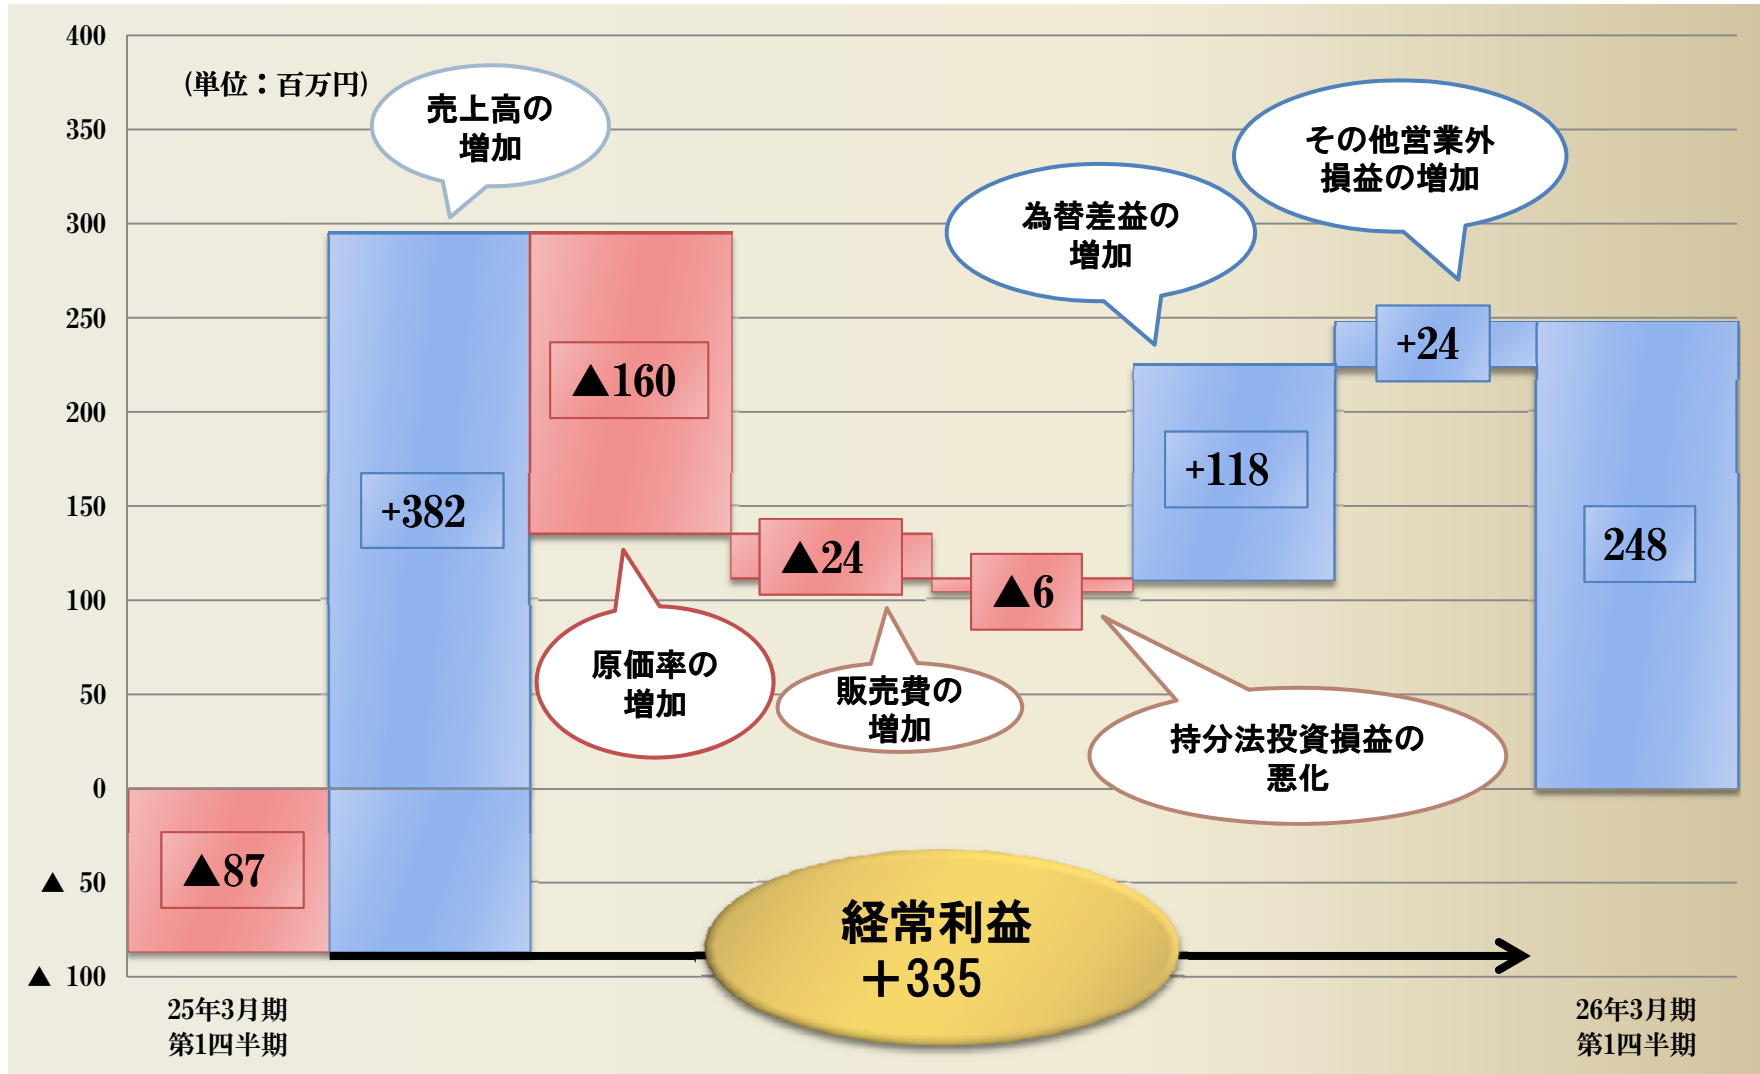 400
350
300
250
200
150
100
50
0
▲ 50
▲ 100
(単位：百万円)
売上高の
増加
その他営業外
損益の増加
為替差益の
増加
+24
▲160
+382
+118
▲24
▲6
248
原価率の
増加
販売費の
増加
持分法投資損益の
悪化
▲87
経常利益
＋335
25年3月期
第1四半期
26年3月期
第1四半期